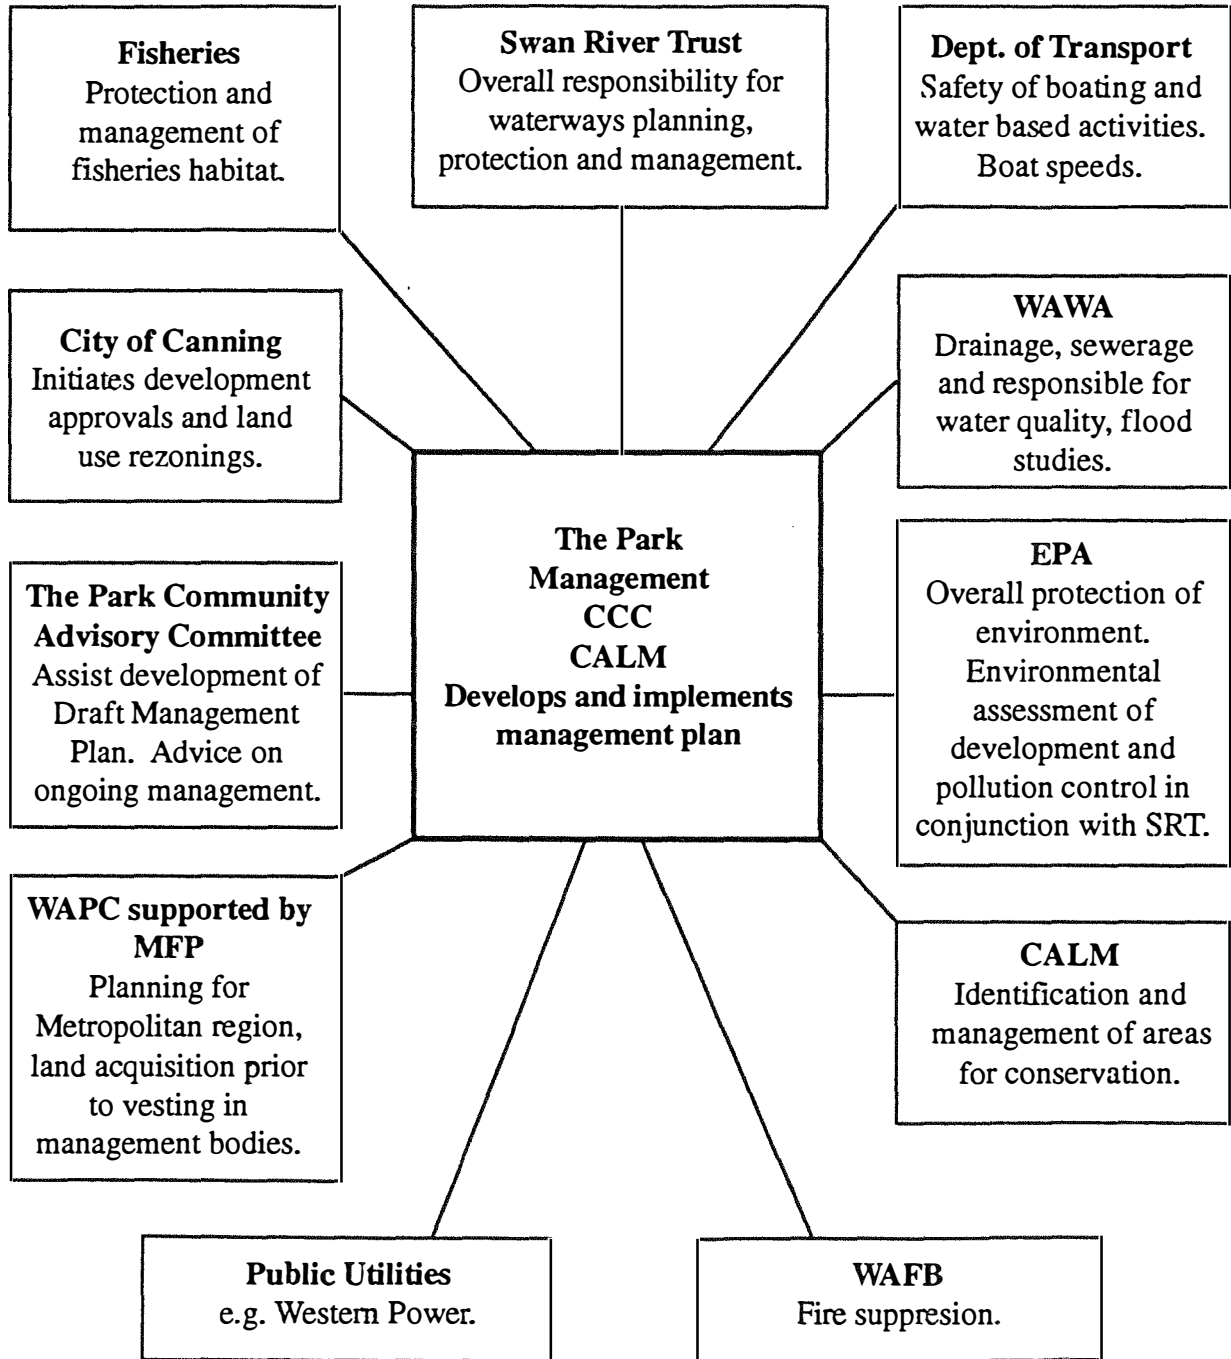 Fisheries
Protection and
management of
fisheries habitat.
Swan River Trust
Overall responsibility for
waterways planning,
protection and management.
Dept. of Transport
Safety of boating and
water based activities.
Boat speeds.
City of Canning
Initiates development
approvals and land
use rezonings.
WAWA
Drainage, sewerage
and responsible for
water quality, flood
studies.
The Park
Management
CCC
CALM
Develops and implements
management plan
The Park Community
Advisory Committee
Assist development of
Draft Management
Plan. Advice on
ongoing management.
EPA
Overall protection of
environment.
Environmental
assessment of
development and
pollution control in
conjunction with SRT.
WAPC supported by
MFP
Planning for
Metropolitan region,
land acquisition prior
to vesting in
management bodies.
CALM
Identification and
management of areas
for conservation.
Public Utilities
e.g. Western Power.
WAFB
Fire suppresion.